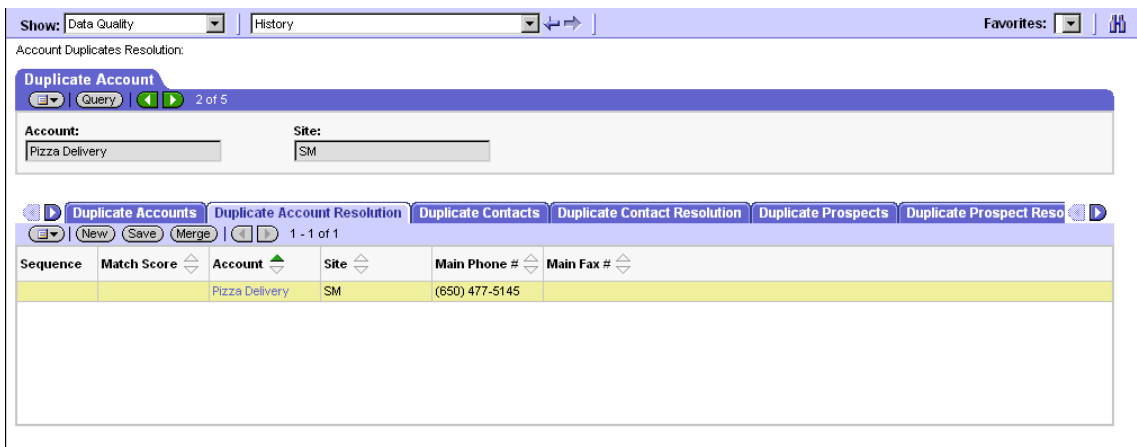 Show: Data Quality History Favorites:
Account Duplicates Resolution:
Duplicate Account
Query 2 of 5
Account: Site:
Pizza Delivery SM
Duplicate Accounts Duplicate Account Resolution Duplicate Contacts Duplicate Contact Resolution Duplicate Prospects Duplicate Prospect Reso
New Save Merge 1 - 1 of 1
Sequence Match Score Account Site Main Phone # Main Fax #
Pizza Delivery SM (650) 477-5145